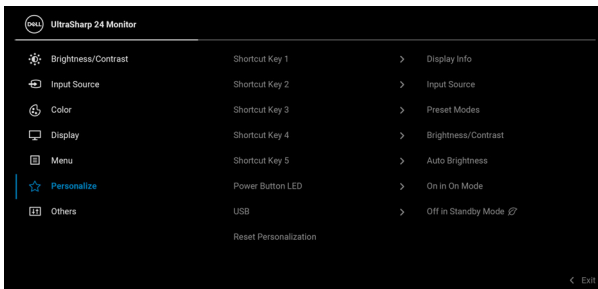 DELL UltraSharp 24 Monitor
Brightness/Contrast Shortcut Key 1 > Display Info
Input Source Shortcut Key 2 > Input Source
Color Shortcut Key 3 > Preset Modes
Display Shortcut Key 4 > Brightness/Contrast
Menu Shortcut Key 5 > Auto Brightness
Personalize Power Button LED > On in On Mode
Others USB > Off in Standby Mode
Reset Personalization
< Exit